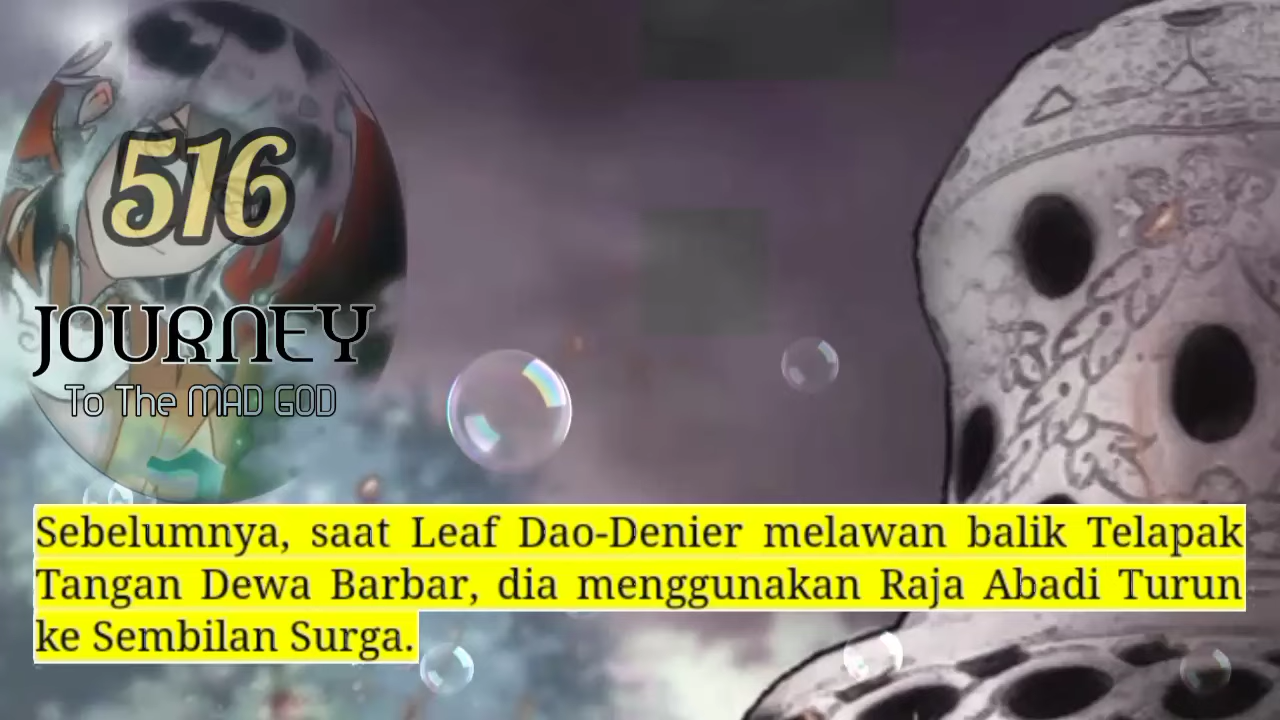 516
JOURNEY
To The MAD GOD
Sebelumnya, saat Leaf Dao-Denier melawan balik Telapak
Tangan Dewa Barbar, dia menggunakan Raja Abadi Turun
ke Sembilan Surga.